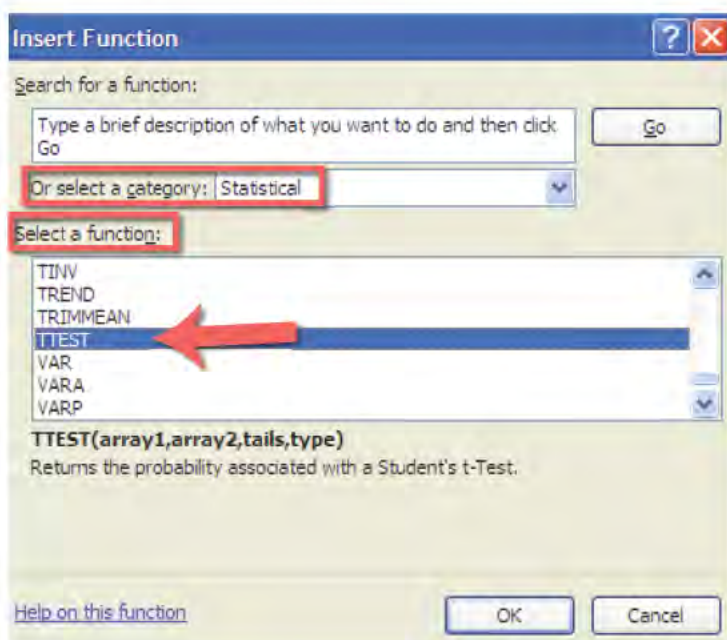 Insert Function
Search for a function:
Type a brief description of what you want to do and then click
Go
Go
Or select a category: Statistical
Select a function:
TINV
TREND
TRIMMEAN
TTEST
VAR
VARA
VARP
TTEST(array1,array2,tails,type)
Returns the probability associated with a Student's t-Test.
Help on this function
OK
Cancel